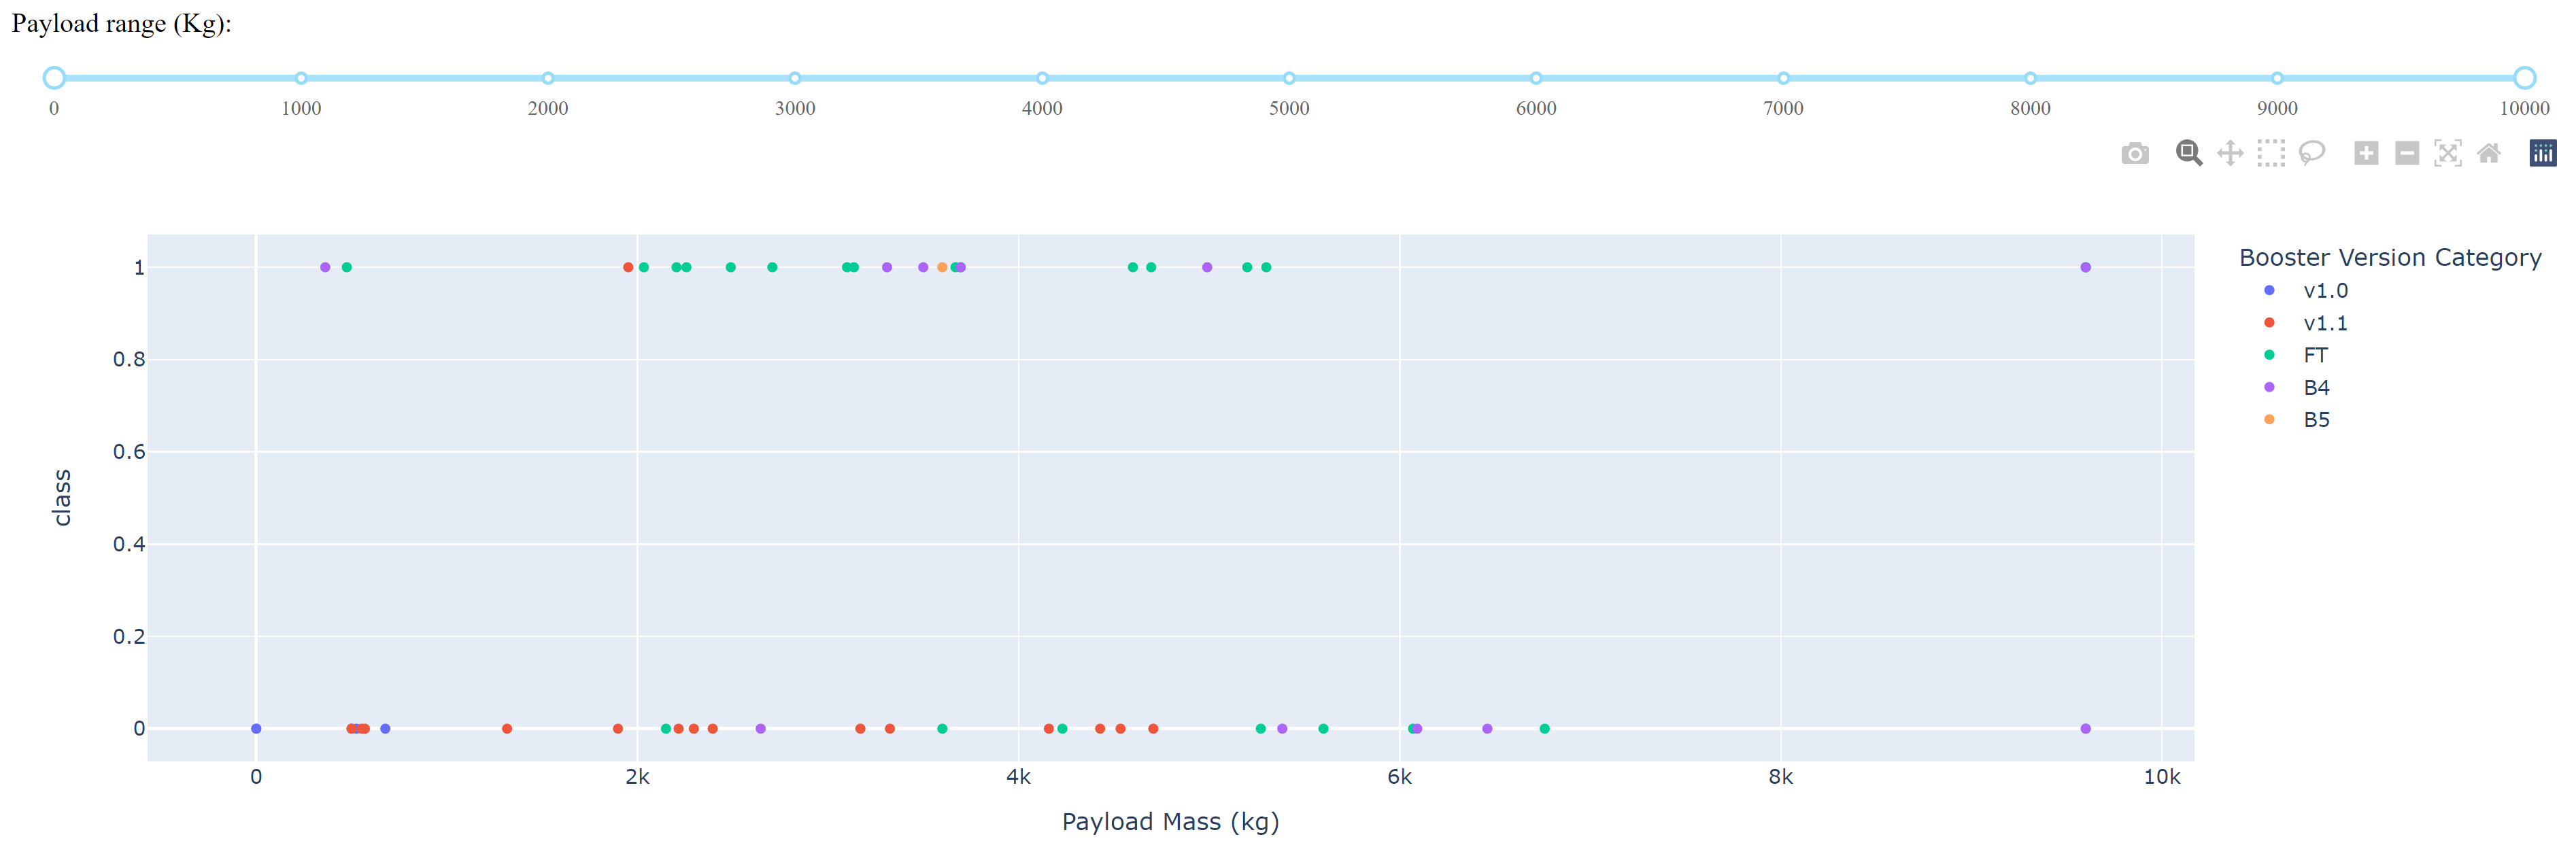 Payload range (Kg):
0 1000 2000 3000 4000 5000 6000 7000 8000 9000 10000
Booster Version Category
v1.0
v1.1
FT
B4
B5
1
0.8
0.6
0.4
0.2
0
class
0 2k 4k 6k 8k 10k
Payload Mass (kg)